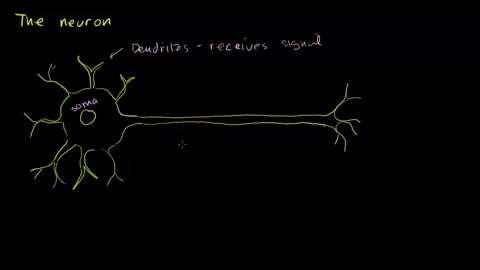 The neuron
Dendrites - receives signal
soma